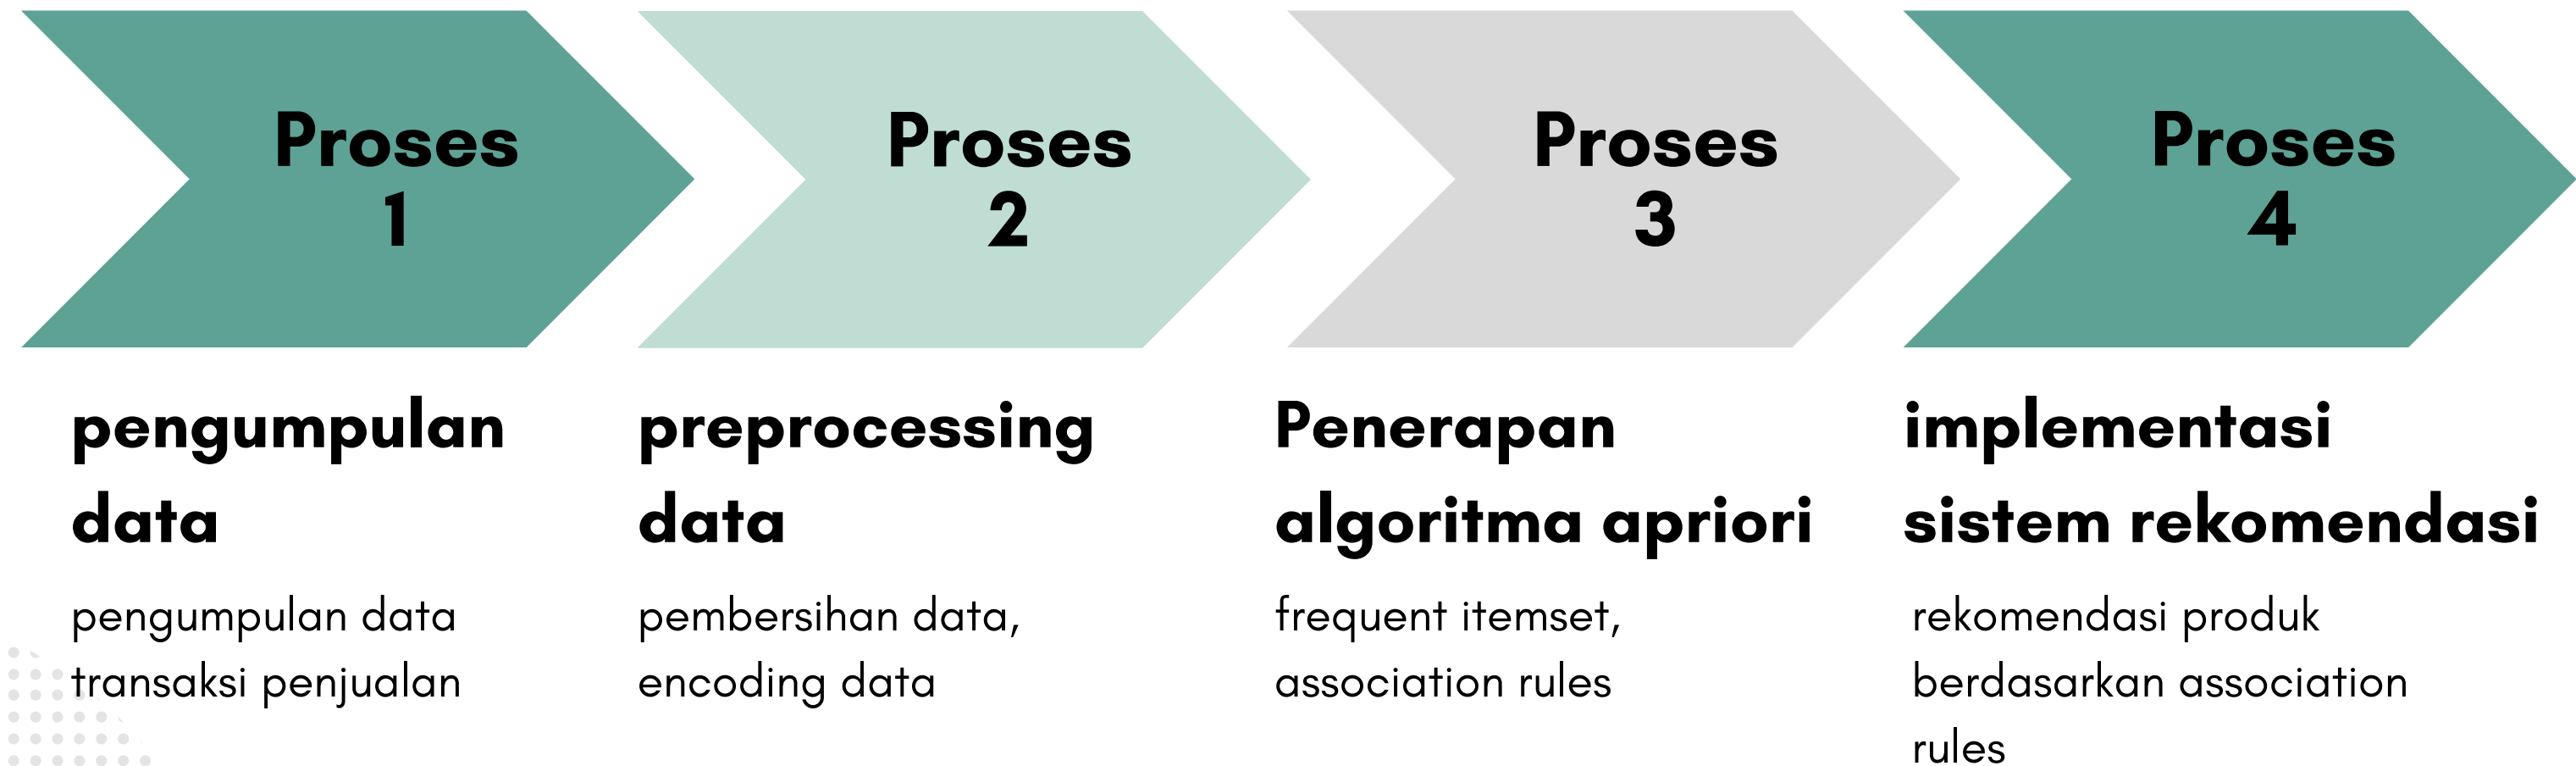 Proses
1
Proses
2
Proses
3
Proses
4
pengumpulan
data
pengumpulan data
transaksi penjualan
preprocessing
data
pembersihan data,
encoding data
Penerapan
algoritma apriori
frequent itemset,
association rules
implementasi
sistem rekomendasi
rekomendasi produk
berdasarkan association
rules